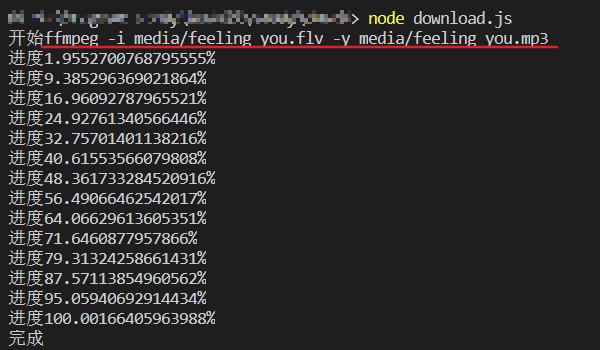 > node download.js
开始ffmpeg -i media/feeling you.flv -y media/feeling you.mp3
进度1.9552700768795555%
进度9.385296369021864%
进度16.96092787965521%
进度24.92761340566446%
进度32.75701401138216%
进度40.61553566079808%
进度48.361733284520916%
进度56.49066462542017%
进度64.06629613605351%
进度71.6460877957866%
进度79.31324258661431%
进度87.57113854960562%
进度95.05940692914434%
进度100.00166405963988%
完成